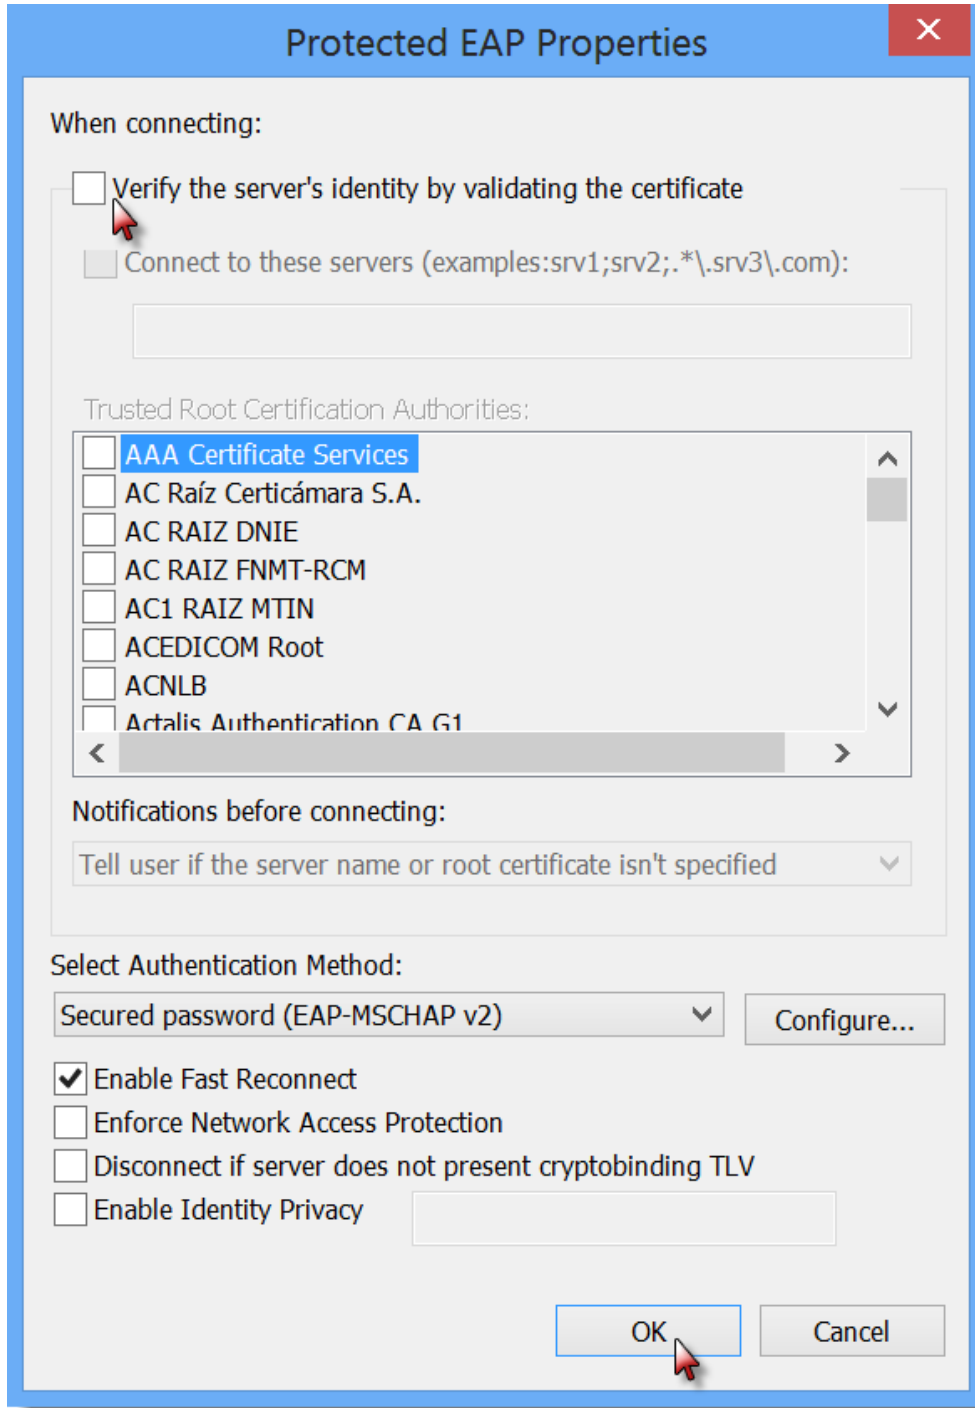 Protected EAP Properties
When connecting:
Verify the server's identity by validating the certificate
Connect to these servers (examples:srv1;srv2;.*\.srv3\.com):
Trusted Root Certification Authorities:
AAA Certificate Services
AC Raíz Certicámara S.A.
AC RAIZ DNIE
AC RAIZ FNMT-RCM
AC1 RAIZ MTIN
ACEDICOM Root
ACNLB
Actalis Authentication CA G1
Notifications before connecting:
Tell user if the server name or root certificate isn't specified
Select Authentication Method:
Secured password (EAP-MSCHAP v2)
Configure...
Enable Fast Reconnect
Enforce Network Access Protection
Disconnect if server does not present cryptobinding TLV
Enable Identity Privacy
OK
Cancel